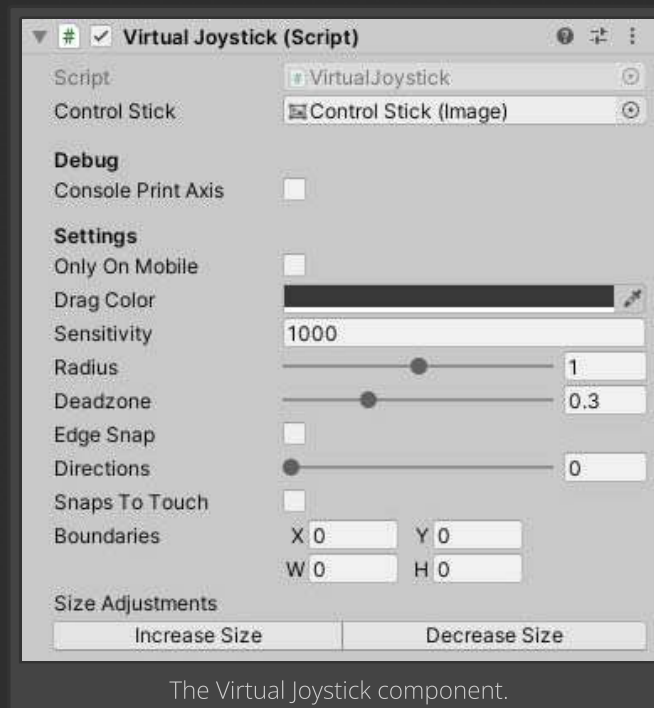 Virtual Joystick (Script)
Script # VirtualJoystick
Control Stick Control Stick (Image)
Debug
Console Print Axis
Settings
Only On Mobile
Drag Color
Sensitivity 1000
Radius 1
Deadzone 0.3
Edge Snap
Directions 0
Snaps To Touch
Boundaries X 0 Y 0
W 0 H 0
Size Adjustments
Increase Size Decrease Size
The Virtual Joystick component.